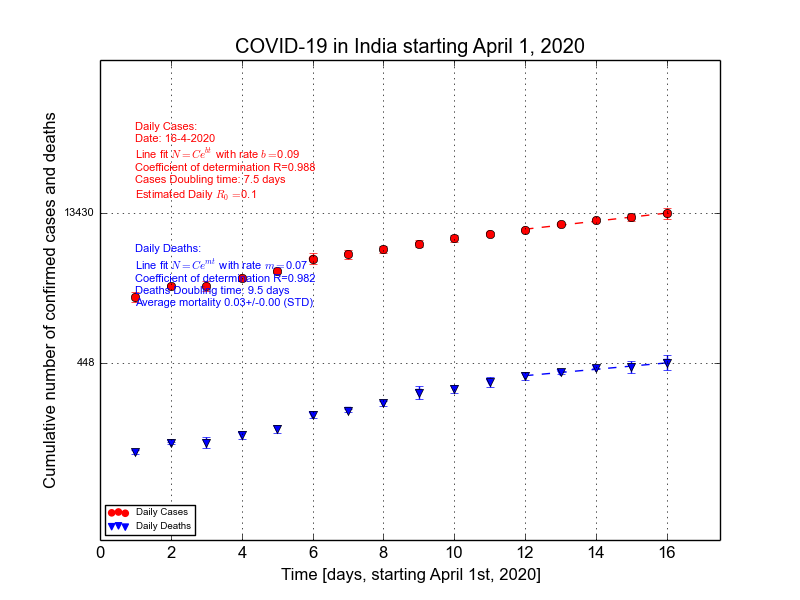 COVID-19 in India starting April 1, 2020
Cumulative number of confirmed cases and deaths
Daily Cases:
Date: 16-4-2020
Line fit N = Ce^{bt} with rate b =0.09
Coefficient of determination R=0.988
Cases Doubling time: 7.5 days
Estimated Daily R_0 =0.1
13430
Daily Deaths:
Line fit N = Ce^{mt} with rate m =0.07
Coefficient of determination R=0.982
Deaths Doubling time: 9.5 days
Average mortality 0.03+/-0.00 (STD)
448
Daily Cases
Daily Deaths
0 2 4 6 8 10 12 14 16
Time [days, starting April 1st, 2020]